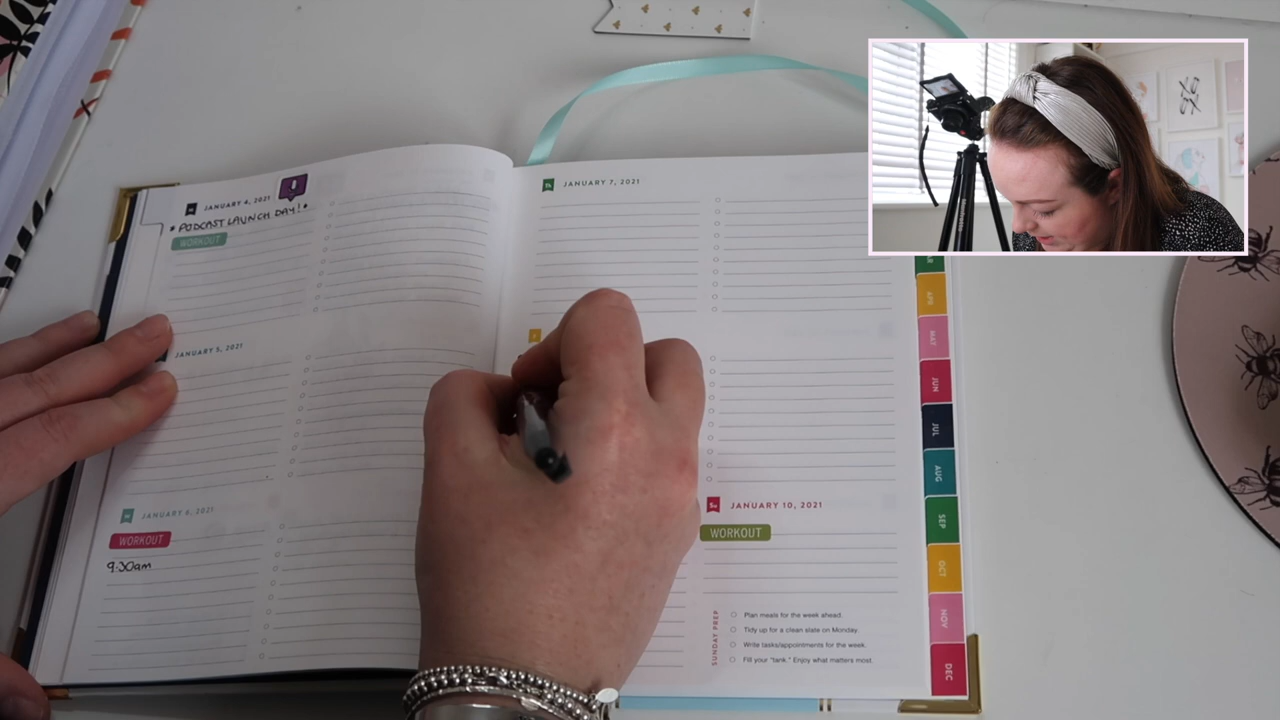 JANUARY 4, 2021
* PODCAST LAUNCH DAY! *
WORKOUT
JANUARY 5, 2021
JANUARY 6, 2021
WORKOUT
9:30am
Th JANUARY 7, 2021
Su JANUARY 10, 2021
WORKOUT
SUNDAY PREP
Plan meals for the week ahead.
Tidy up for a clean slate on Monday.
Write tasks/appointments for the week.
Fill your "tank." Enjoy what matters most.
APR
MAY
JUN
JUL
AUG
SEP
OCT
NOV
DEC